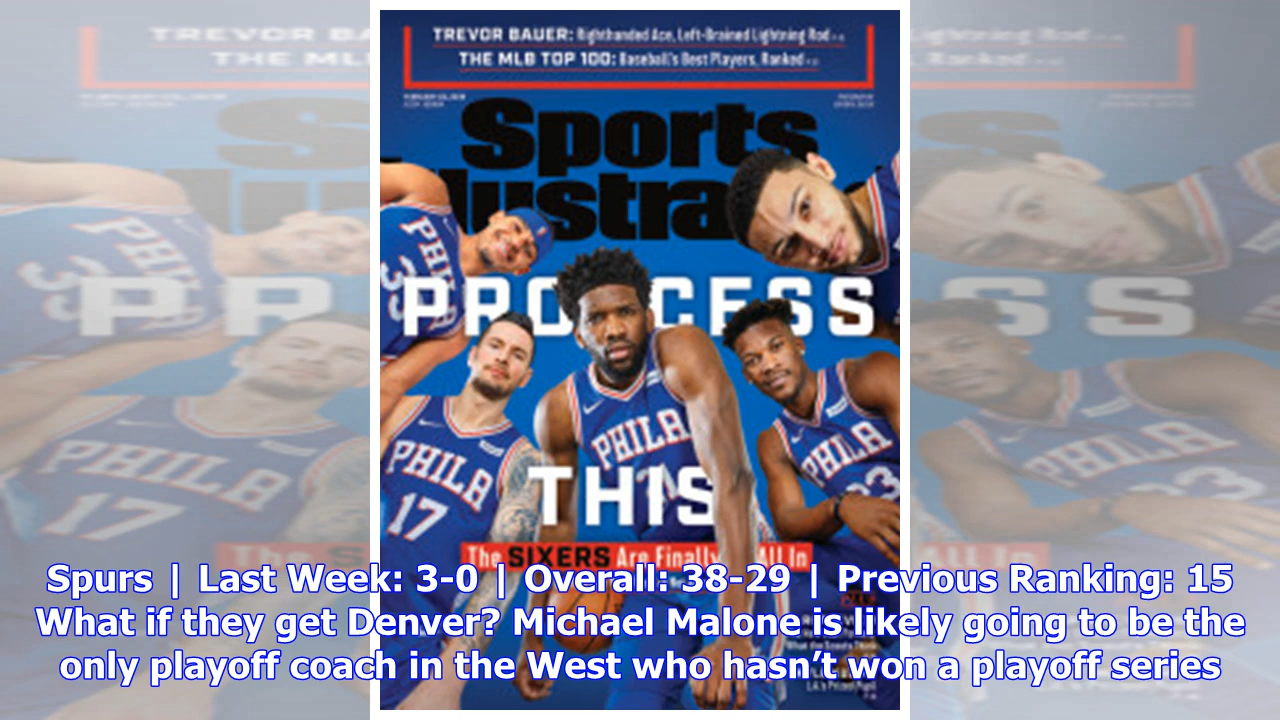 TREVOR BAUER: Righthanded Ace, Left-Brained Lightning Rod
THE MLB TOP 100: Baseball's Best Players, Ranked
Sports
lustra
PROCESS
THIS
PHILA
PHILA
17
PHILA
PHILA
23
The SIXERS Are Finally ALL In
Spurs | Last Week: 3-0 | Overall: 38-29 | Previous Ranking: 15
What if they get Denver? Michael Malone is likely going to be the
only playoff coach in the West who hasn’t won a playoff series